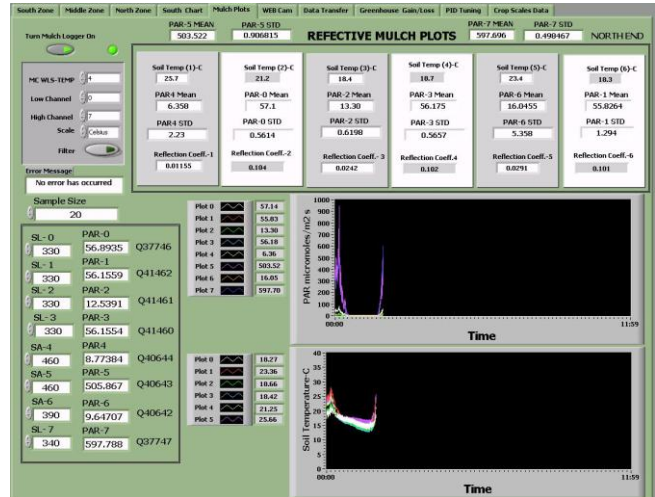 South Zone Middle Zone North Zone South Chart Mulch Plots WEB Cam Data Transfer Greenhouse Gain/Loss PID Tuning Crop Scales Data
PAR-5 MEAN PAR-5 STD PAR-7 MEAN PAR-7 STD
Turn Mulch Logger On 503.522 0.906815 REFECTIVE MULCH PLOTS 597.696 0.498467 NORTH END
Soil Temp (1)-C Soil Temp (2)-C Soil Temp (3)-C Soil Temp (4)-C Soil Temp (5)-C Soil Temp (6)-C
25.7 21.2 18.4 18.7 23.4 18.3
MC WLS-TEMP 4
PAR4 Mean PAR-0 Mean PAR-2 Mean PAR-3 Mean PAR-6 Mean PAR-1 Mean
6.358 57.1 13.30 56.175 16.0455 55.8264
Low Channel 0
High Channel 7
PAR4 STD PAR-0 STD PAR-2 STD PAR-3 STD PAR-6 STD PAR-1 STD
2.23 0.5614 0.6198 0.5657 5.358 1.294
Scale Celsius
Filter
Reflection Coeff.-1 Reflection Coeff.-2 Reflection Coeff.- 3 Reflection Coeff.4 Reflection Coeff.-5 Reflection Coeff.-6
0.01155 0.104 0.0242 0.102 0.0291 0.101
Error Message
No error has occurred
Sample Size
20
SL- 0 PAR-0
330 56.8935 Q37746
SL- 1 PAR-1
330 56.1559 Q41462
SL- 2 PAR-2
330 12.5391 Q41461
SL- 3 PAR-3
330 56.1554 Q41460
SA-4 PAR4
460 8.77384 Q40644
SA-5 PAR-5
460 505.867 Q40643
SA-6 PAR-6
390 9.64707 Q40642
SL- 7 PAR-7
340 597.788 Q37747
Plot 0 57.14
Plot 1 55.83
Plot 2 13.30
Plot 3 56.18
Plot 4 6.36
Plot 5 503.52
Plot 6 16.05
Plot 7 597.70
PAR micromoles/m2 s
1000
900
800
700
600
500
400
300
200
100
0
00:00 11:59
Time
Plot 0 18.27
Plot 1 23.36
Plot 2 18.66
Plot 3 18.42
Plot 4 21.25
Plot 5 25.66
Soil Temperature-C
40
35
30
25
20
15
10
5
0
00:00 11:59
Time